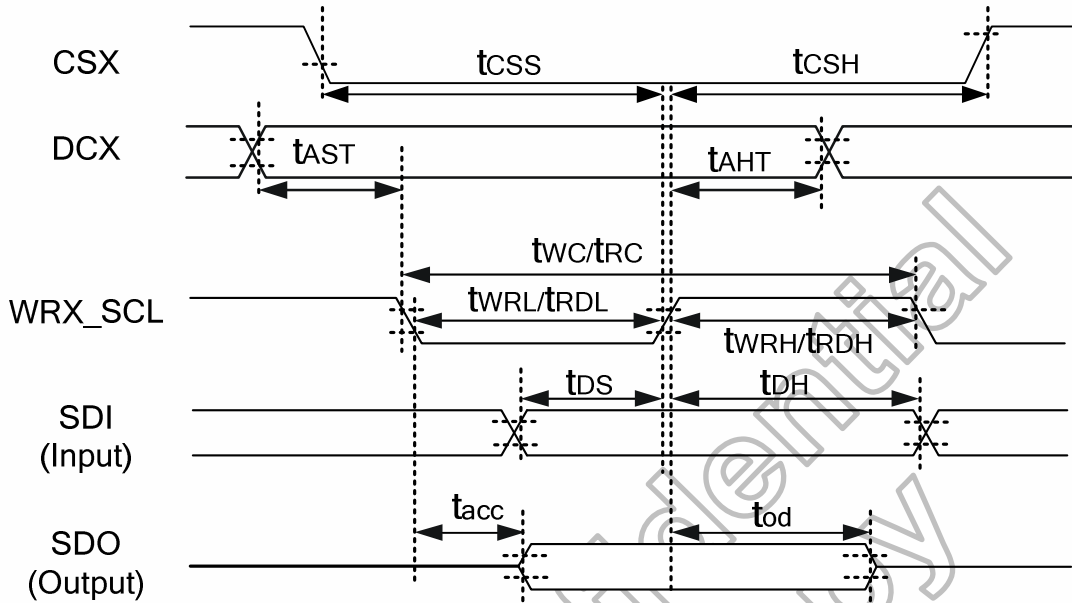 CSX
tCSS
tCSH
DCX
tAST
tAHT
tWC/tRC
WRX_SCL
tWRL/tRDL
tWRH/tRDH
tDS
tDH
SDI
(Input)
tacc
tod
SDO
(Output)